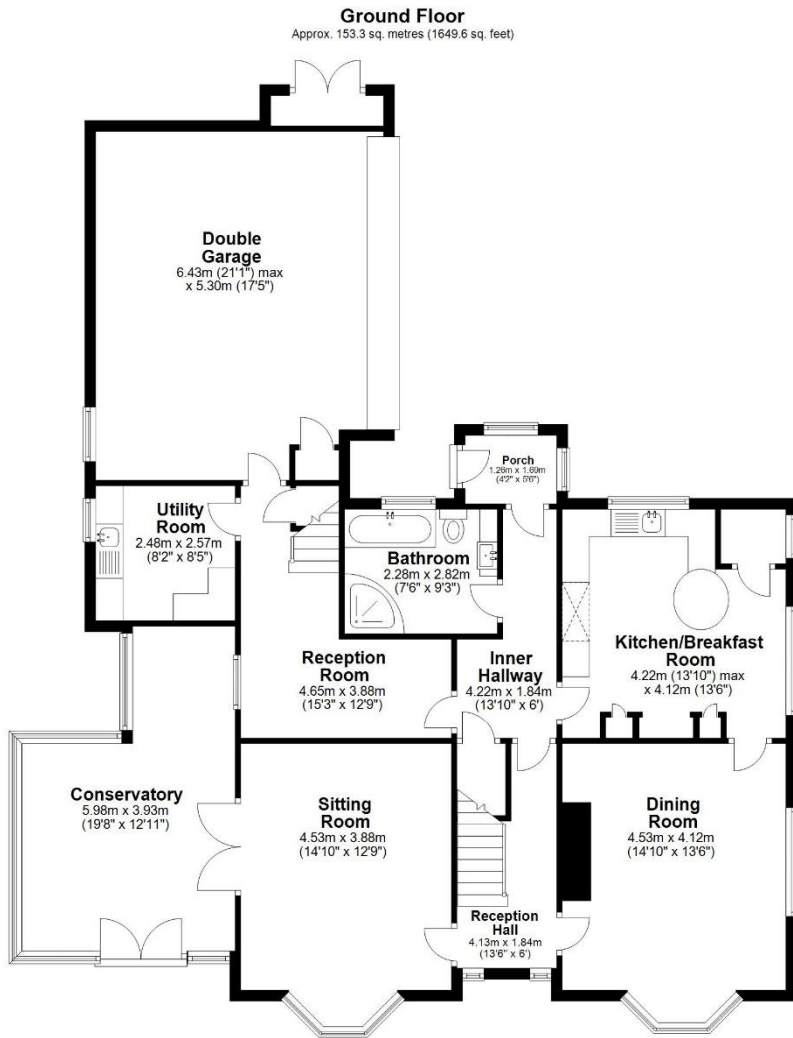 Ground Floor
Approx. 153.3 sq. metres (1649.6 sq. feet)
Double
Garage
6.43m (21'1") max
x 5.30m (17'5")
Porch
1.26m x 1.69m
(4'2" x 5'6")
Utility
Room
2.48m x 2.57m
(8'2" x 8'5")
Bathroom
2.28m x 2.82m
(7'6" x 9'3")
Kitchen/Breakfast
Room
4.22m (13'10") max
x 4.12m (13'6")
Reception
Room
4.65m x 3.88m
(15'3" x 12'9")
Inner
Hallway
4.22m x 1.84m
(13'10" x 6')
Conservatory
5.98m x 3.93m
(19'8" x 12'11")
Sitting
Room
4.53m x 3.88m
(14'10" x 12'9")
Dining
Room
4.53m x 4.12m
(14'10" x 13'6")
Reception
Hall
4.13m x 1.84m
(13'6" x 6')